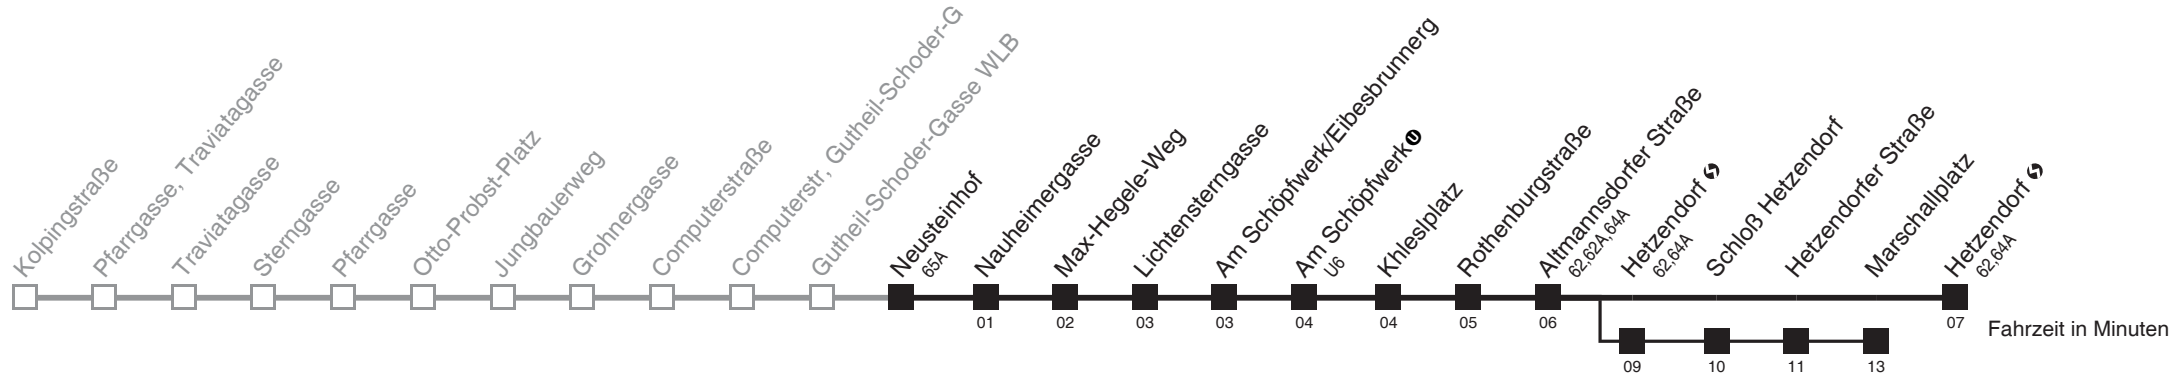 Kolpingstraße
Pfarrgasse, Traviatagasse
Traviatagasse
Sterngasse
Pfarrgasse
Otto-Probst-Platz
Jungbauerweg
Grohnergasse
Computerstraße
Computerstr, Gutheil-Schoder-G
Gutheil-Schoder-Gasse WLB
Neusteinhof
65A
Nauheimergasse
Max-Hegele-Weg
Lichtensterngasse
Am Schöpfwerk/Eibesbrunnerg
Am Schöpfwerk U
U6
Khleslplatz
Rothenburgstraße
Altmannsdorfer Straße
62,62A,64A
Hetzendorf S
62,64A
Schloß Hetzendorf
Hetzendorfer Straße
Marschallplatz
Hetzendorf S
62,64A
01 02 03 03 04 04 05 06 07
Fahrzeit in Minuten
09 10 11 13